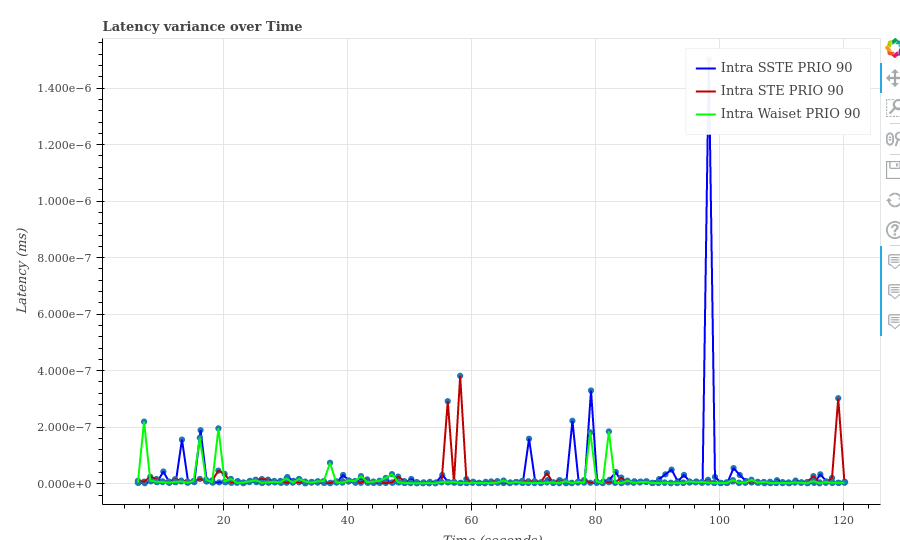 Latency variance over Time
Intra SSTE PRIO 90
Intra STE PRIO 90
Intra Waiset PRIO 90
Latency (ms)
1.400e-6
1.200e-6
1.000e-6
8.000e-7
6.000e-7
4.000e-7
2.000e-7
0.000e+0
20
40
60
80
100
120
Time (seconds)